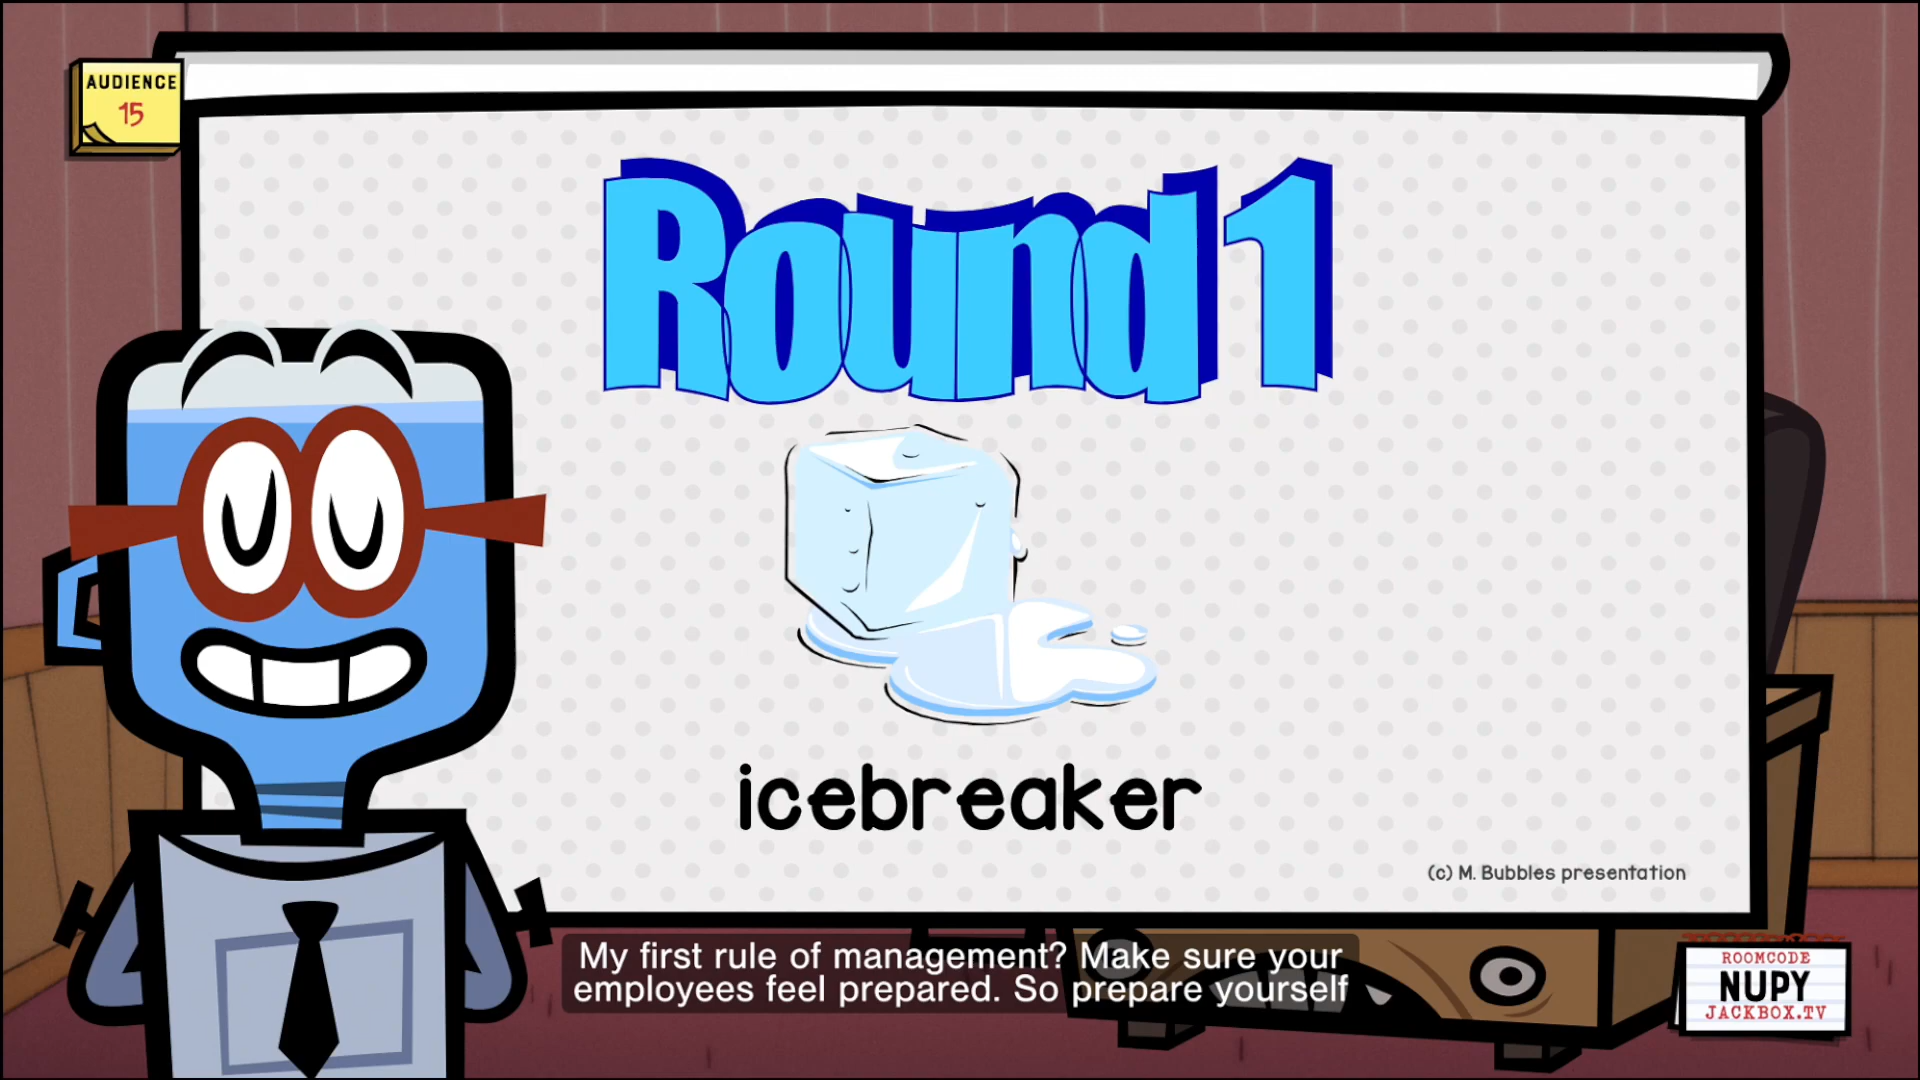 AUDIENCE
15
Round 1
icebreaker
(c) M. Bubbles presentation
My first rule of management? Make sure your
employees feel prepared. So prepare yourself
ROOMCODE
NUPY
JACKBOX.TV